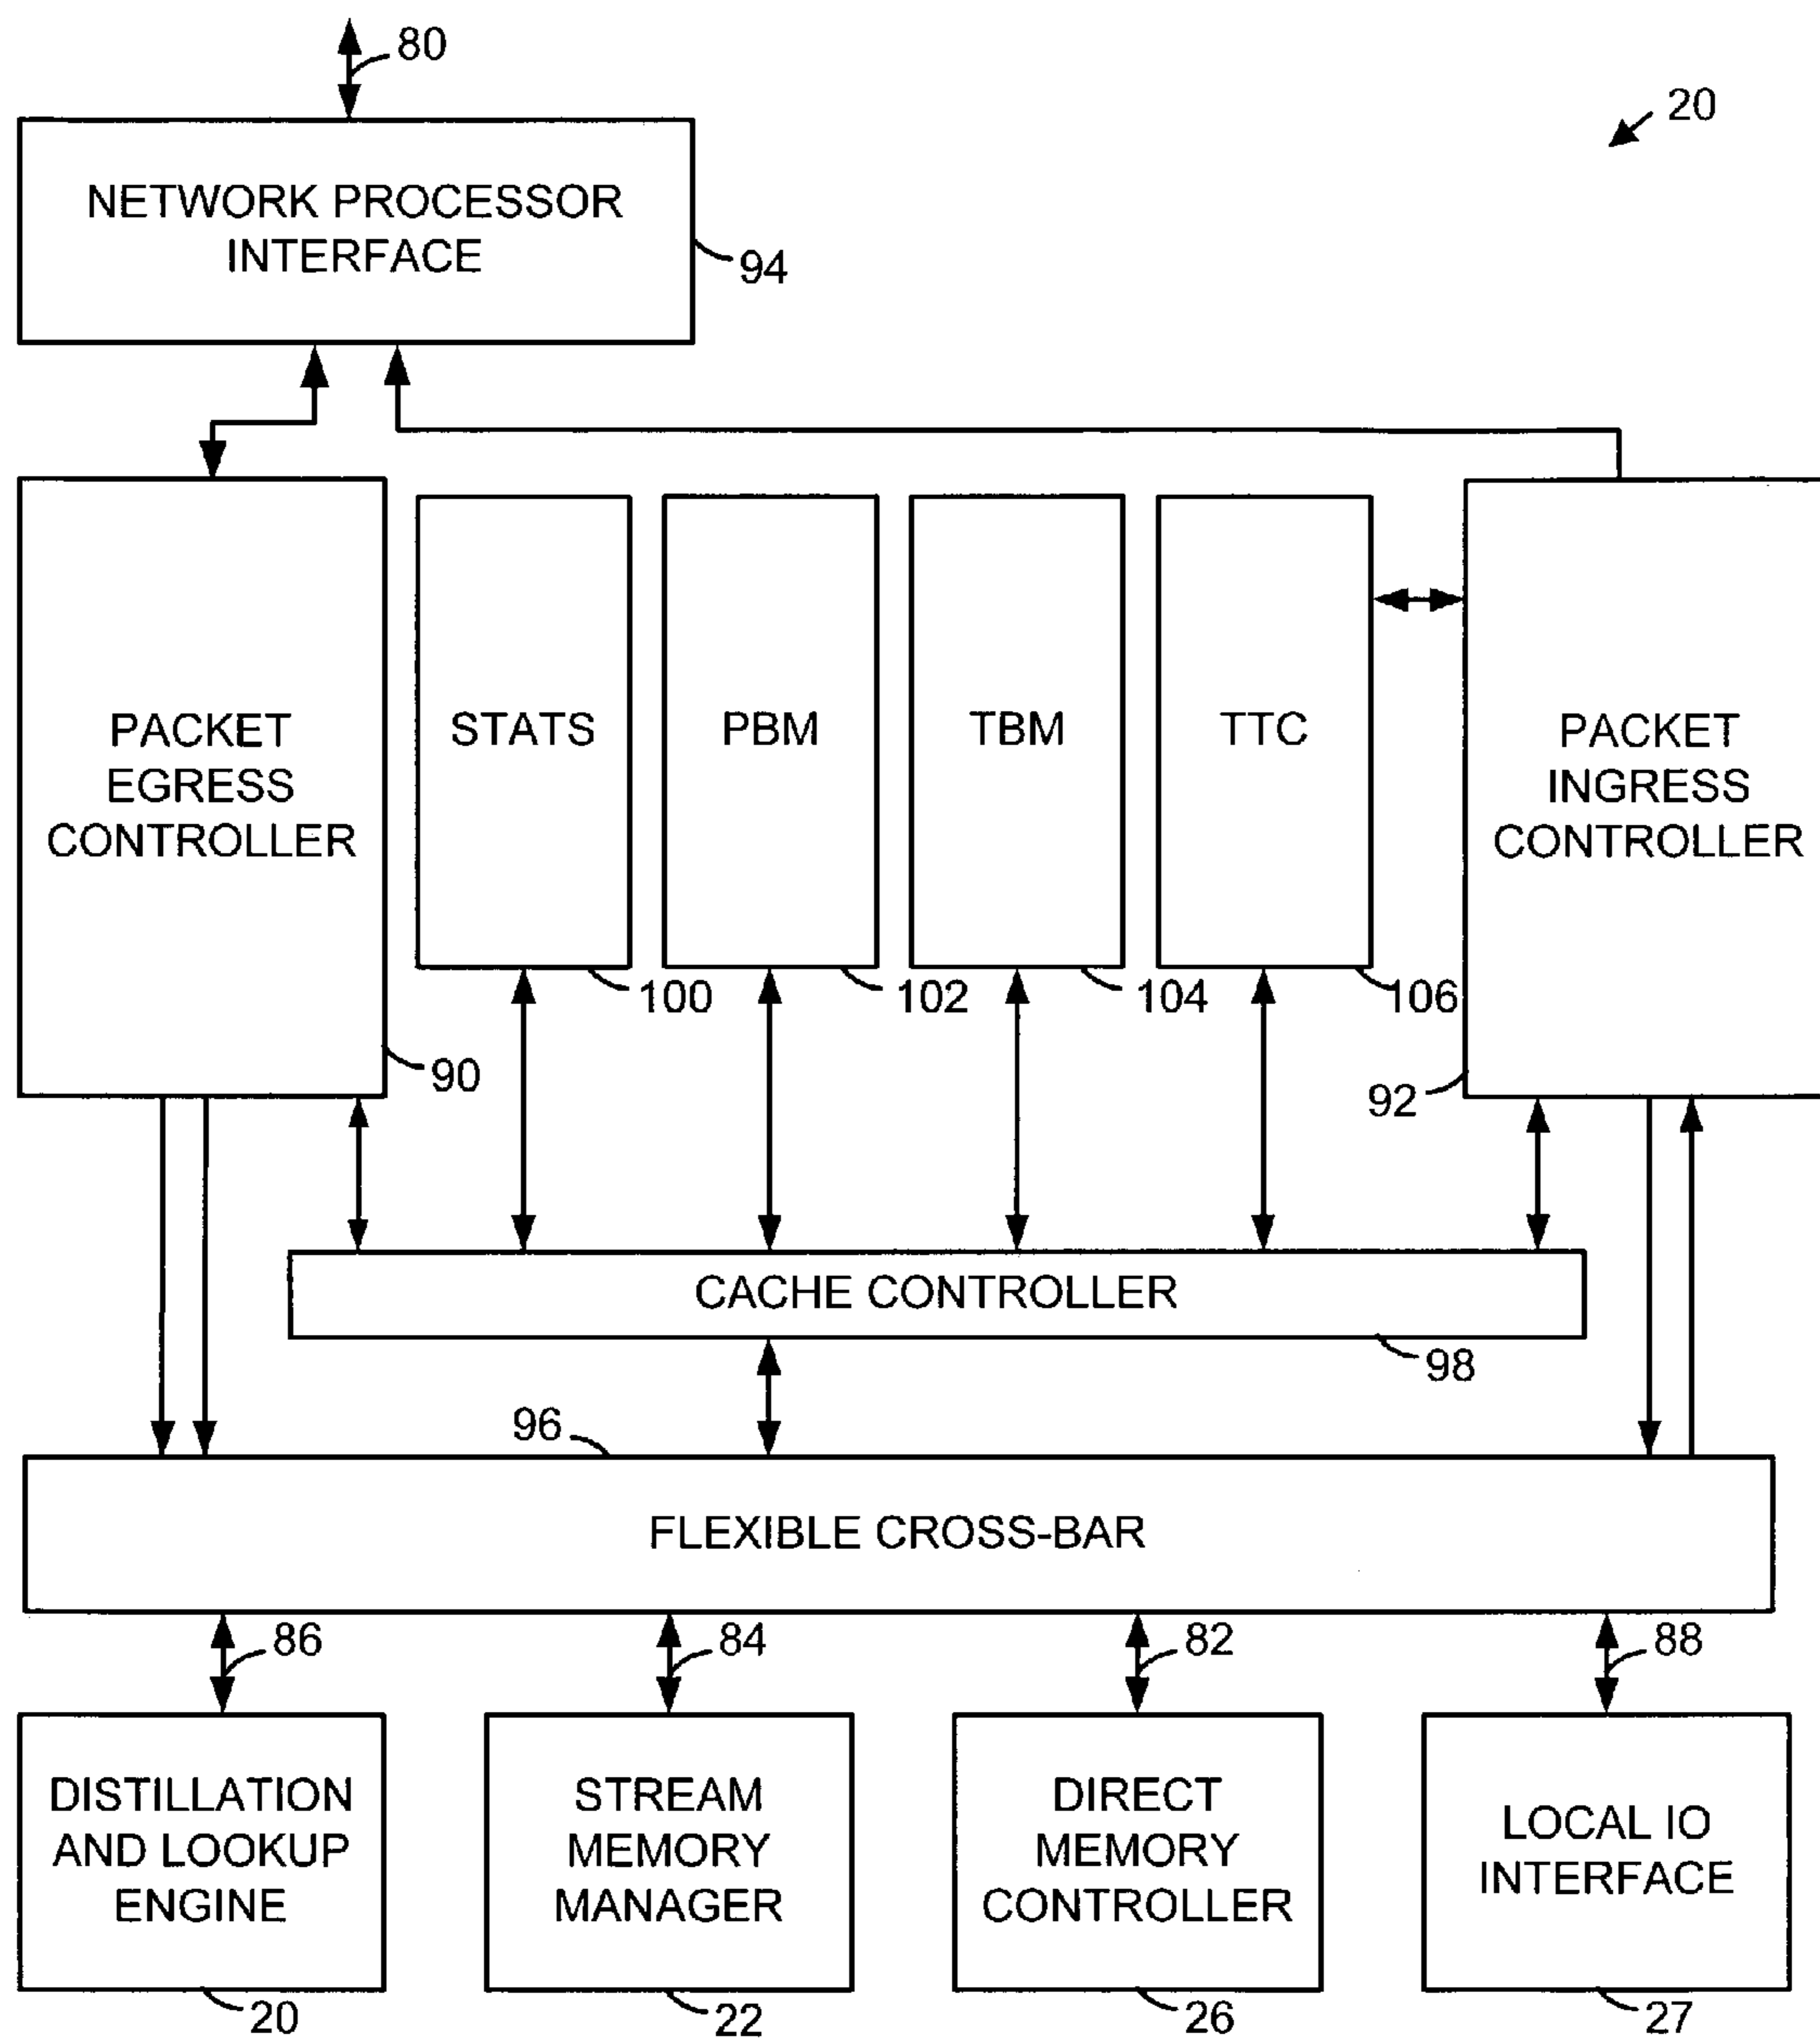 80
20
NETWORK PROCESSOR
INTERFACE
94
PACKET
EGRESS
CONTROLLER
STATS
PBM
TBM
TTC
PACKET
INGRESS
CONTROLLER
100
102
104
106
90
92
CACHE CONTROLLER
98
96
FLEXIBLE CROSS-BAR
86
84
82
88
DISTILLATION
AND LOOKUP
ENGINE
STREAM
MEMORY
MANAGER
DIRECT
MEMORY
CONTROLLER
LOCAL IO
INTERFACE
20
22
26
27